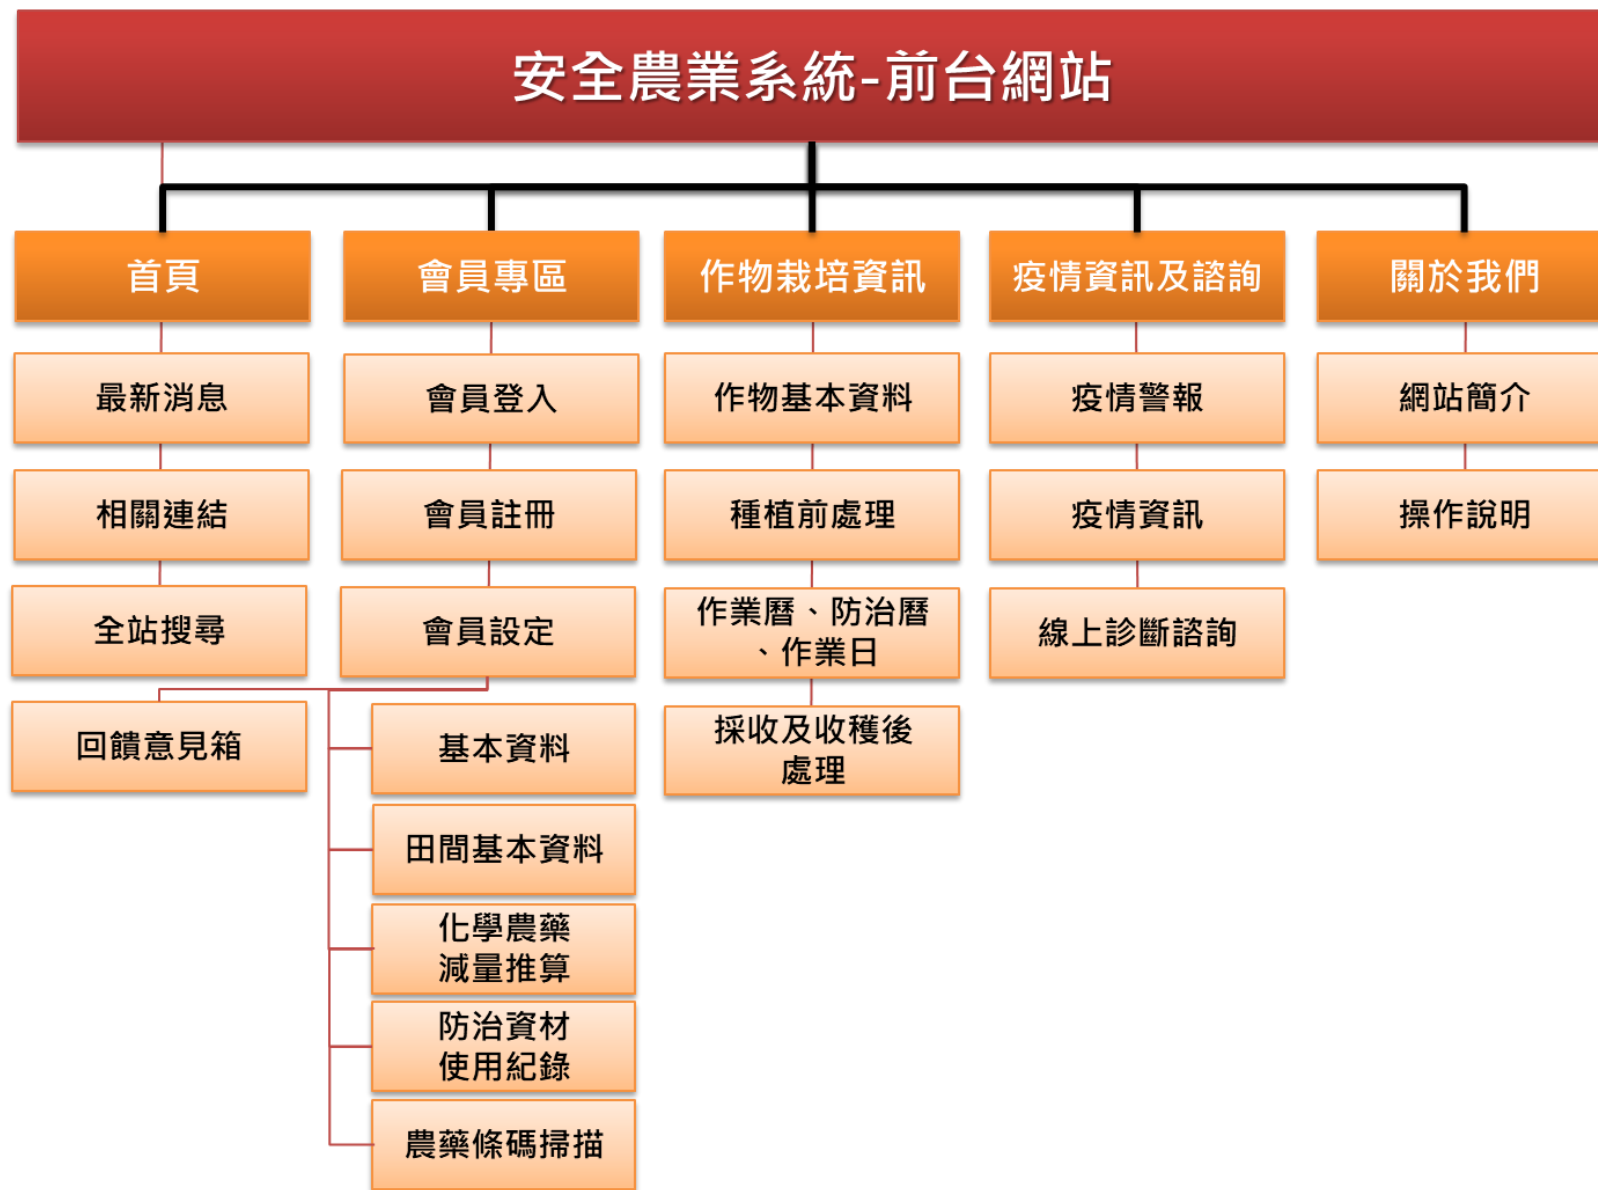 安全農業系統-前台網站
首頁
最新消息
相關連結
全站搜尋
回饋意見箱
會員專區
會員登入
會員註冊
會員設定
基本資料
田間基本資料
化學農藥
減量推算
防治資材
使用紀錄
農藥條碼掃描
作物栽培資訊
作物基本資料
種植前處理
作業曆、防治曆
、作業日
採收及收穫後
處理
疫情資訊及諮詢
疫情警報
疫情資訊
線上診斷諮詢
關於我們
網站簡介
操作說明